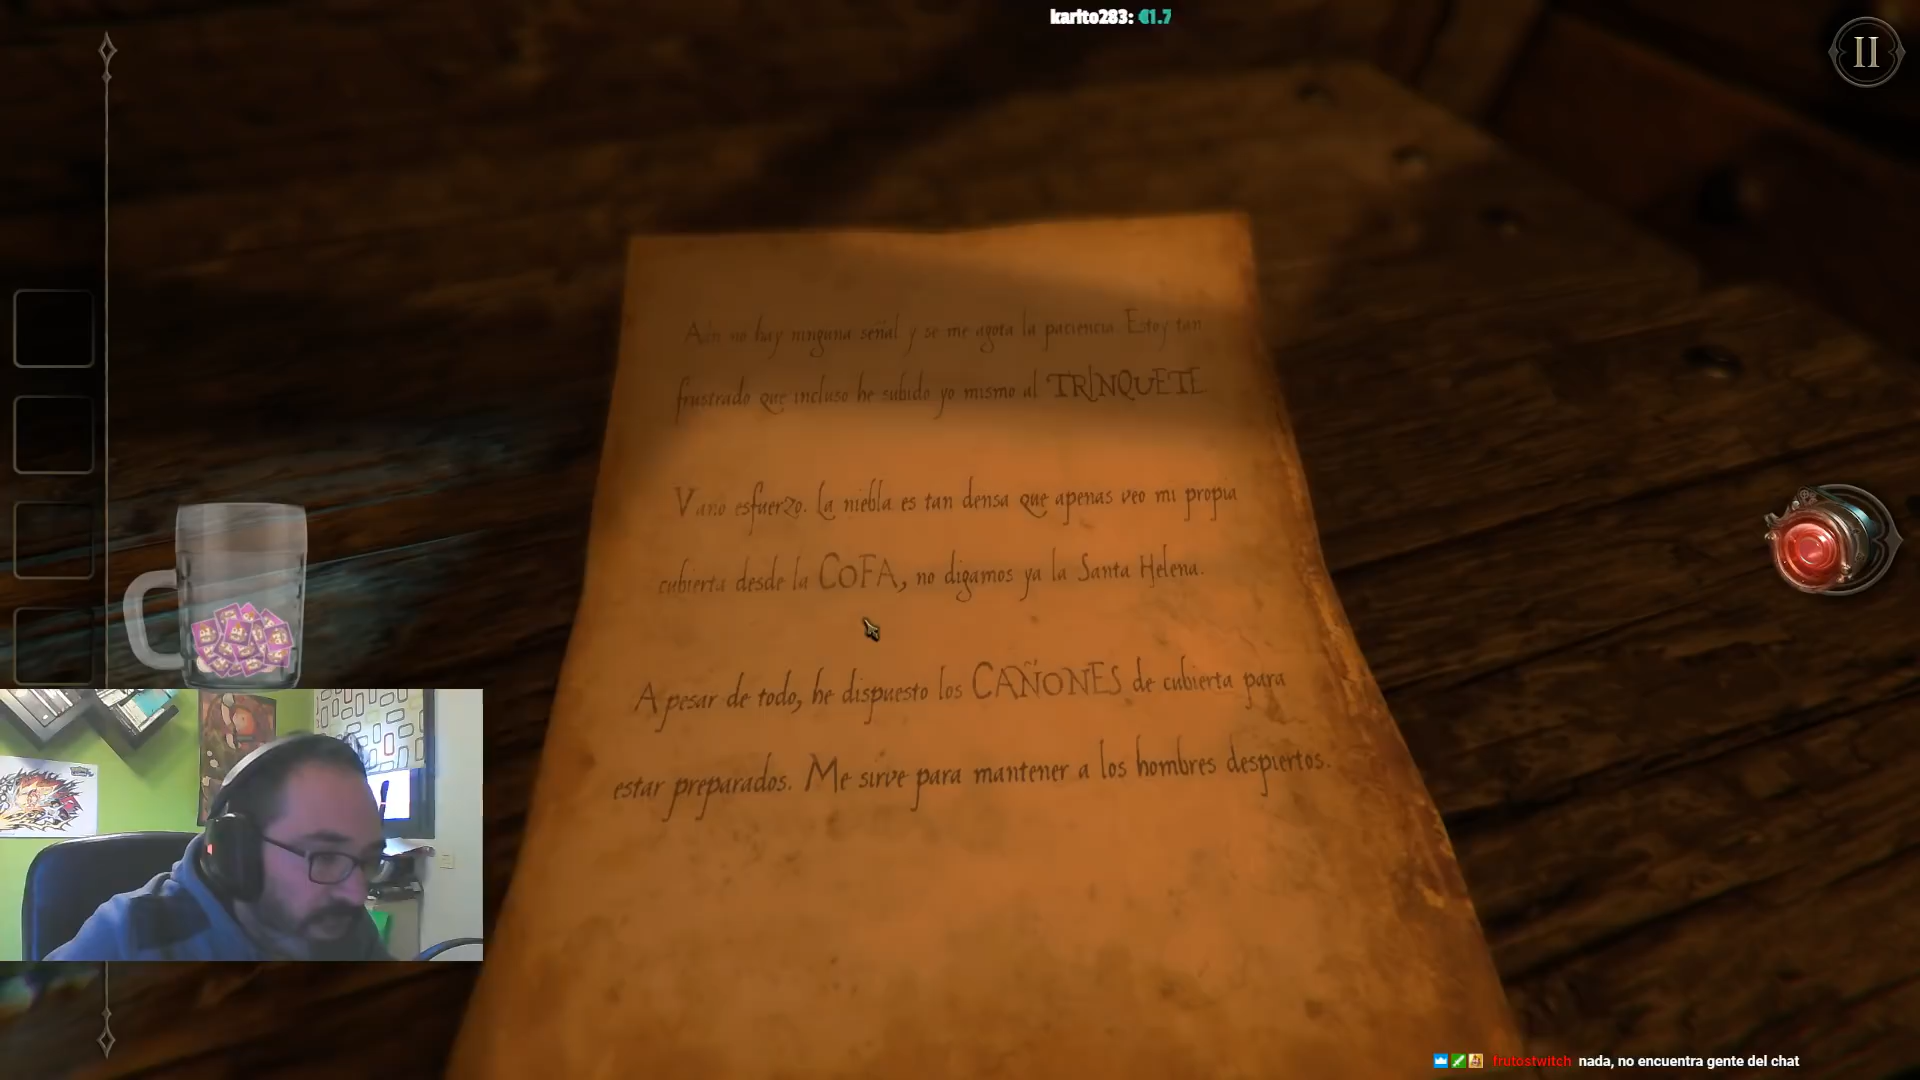 karito283: €1.7
Aún no hay ninguna señal y se me agota la paciencia. Estoy tan
frustrado que incluso he subido yo mismo al TRINQUETE.
Vano esfuerzo. La niebla es tan densa que apenas veo mi propia
cubierta desde la COFA, no digamos ya la Santa Helena.
A pesar de todo, he dispuesto los CAÑONES de cubierta para
estar preparados. Me sirve para mantener a los hombres despiertos.
frutostwitch nada, no encuentra gente del chat